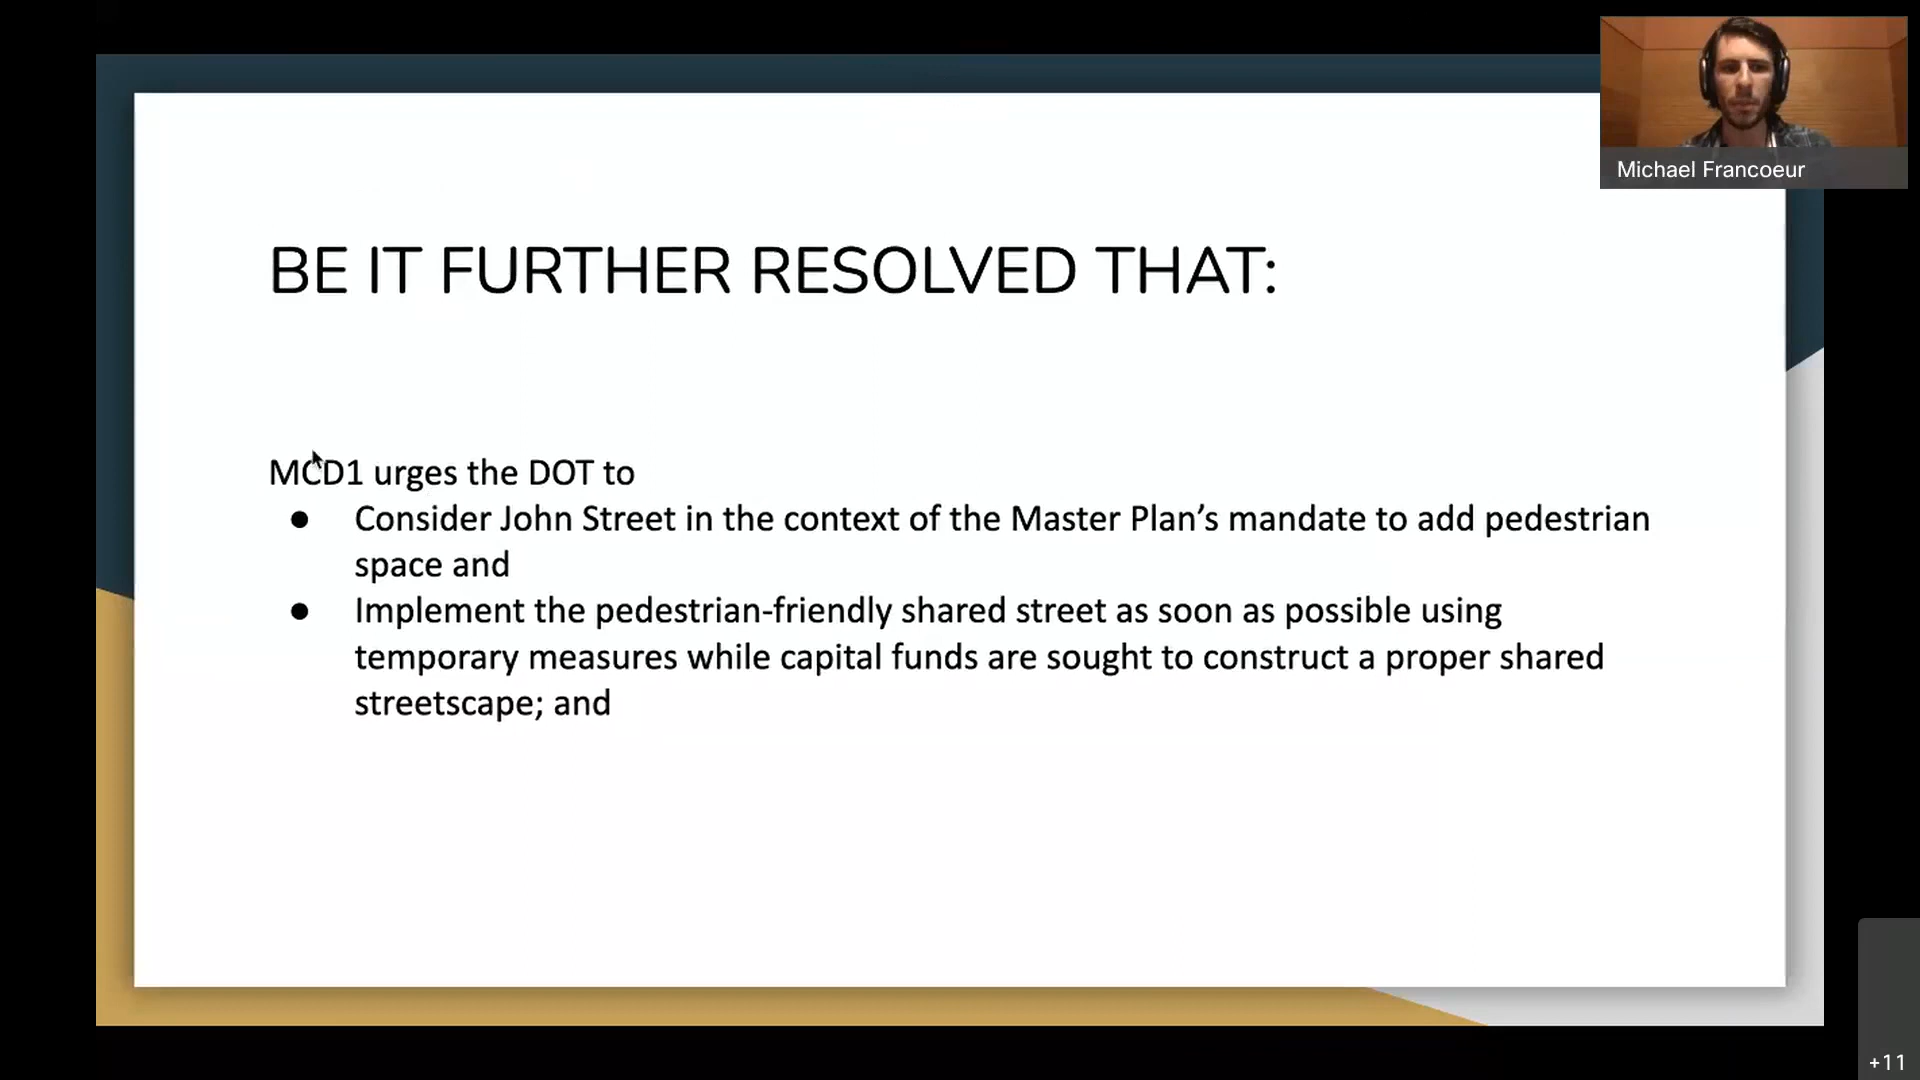 Michael Francoeur
BE IT FURTHER RESOLVED THAT:
MCD1 urges the DOT to
● Consider John Street in the context of the Master Plan’s mandate to add pedestrian
space and
● Implement the pedestrian-friendly shared street as soon as possible using
temporary measures while capital funds are sought to construct a proper shared
streetscape; and
+11